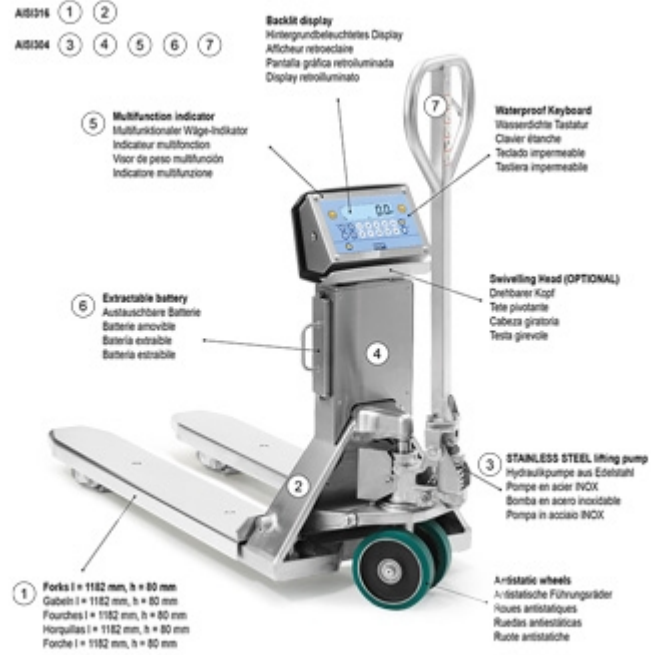 AISI316 1 2
AISI304 3 4 5 6 7
Backlit display
Hintergrundbeleuchtetes Display
Afficheur retroeclaire
Pantalla gráfica retroiluminada
Display retroilluminato
7
5 Multifunction indicator
Multifunktionaler Wäge-Indikator
Indicateur multifonction
Visor de peso multifunción
Indicatore multifunzione
Waterproof Keyboard
Wasserdichte Tastatur
Clavier étanche
Teclado impermeable
Tastiera impermeabile
0.0
Swivelling Head (OPTIONAL)
Drehbarer Kopf
Tete pivotante
Cabeza giratoria
Testa girevole
6 Extractable battery
Austauschbare Batterie
Batterie amovible
Bateria extraible
Batteria estraibile
4
3 STAINLESS STEEL lifting pump
Hydraulikpumpe aus Edelstahl
Pompe en acier INOX
Bomba en acero inoxidable
Pompa in acciaio INOX
2
1 Forks l = 1182 mm, h = 80 mm
Gabeln l = 1182 mm, h = 80 mm
Fourches l = 1182 mm, h = 80 mm
Horquillas l = 1182 mm, h = 80 mm
Forche l = 1182 mm, h = 80 mm
Antistatic wheels
Antistatische Führungsräder
Roues antistatiques
Ruedas antiestáticas
Ruote antistatiche